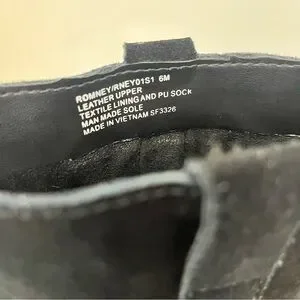 ROMNEY/RNEY01S1 6M
LEATHER UPPER
TEXTILE LINING AND PU SOCK
MAN MADE SOLE
MADE IN VIETNAM SF3326